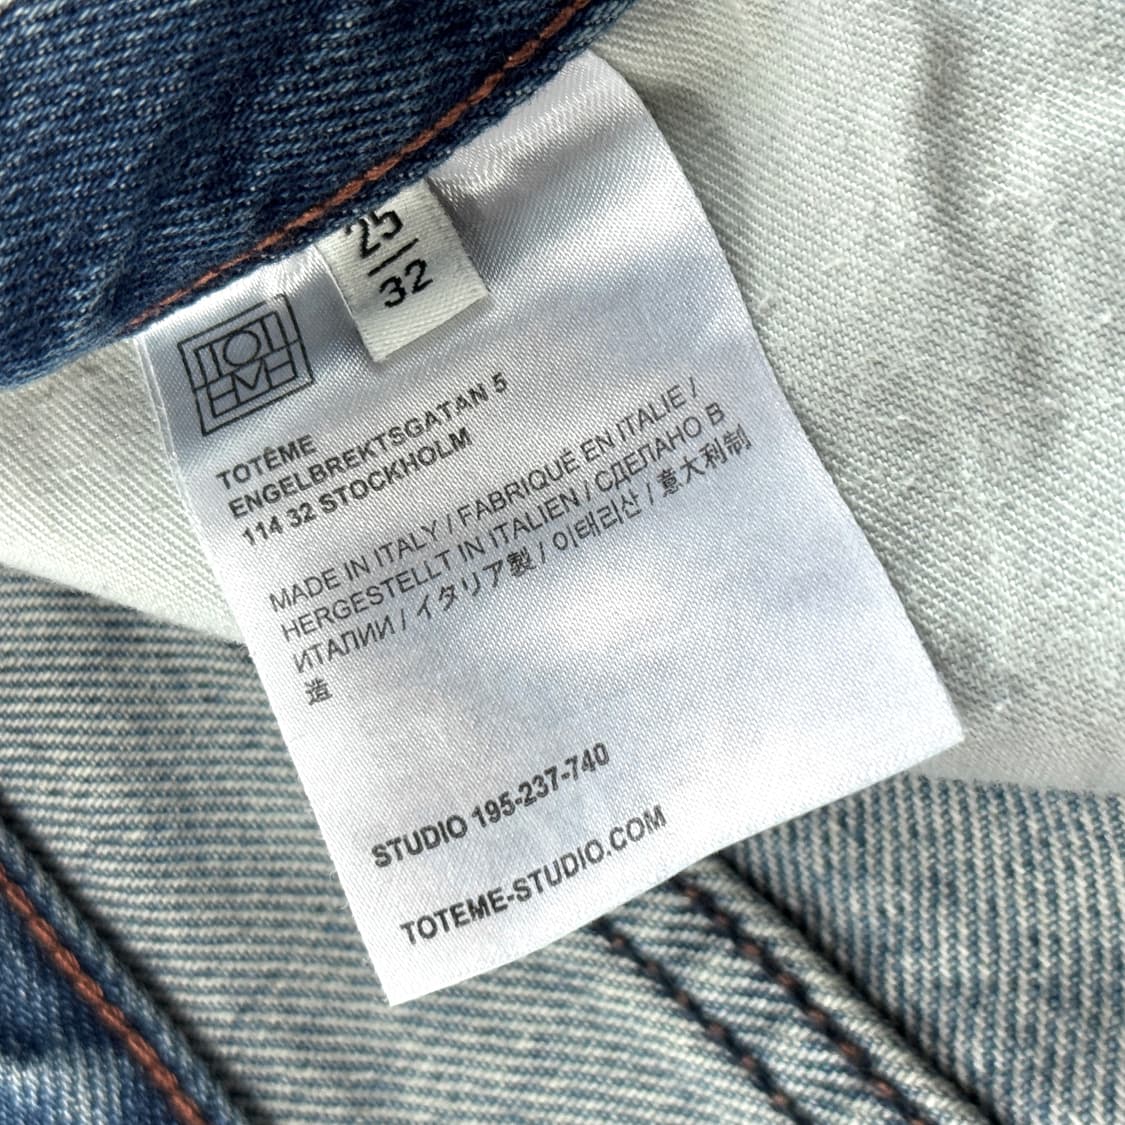 25
32
TOTEME
TOTÊME
ENGELBREKTSGATAN 5
114 32 STOCKHOLM
MADE IN ITALY / FABRIQUÉ EN ITALIE /
HERGESTELLT IN ITALIEN / СДЕЛАНО В
ИТАЛИИ / イタリア製 / 이태리산 / 意大利制
造
STUDIO 195-237-740
TOTEME-STUDIO.COM